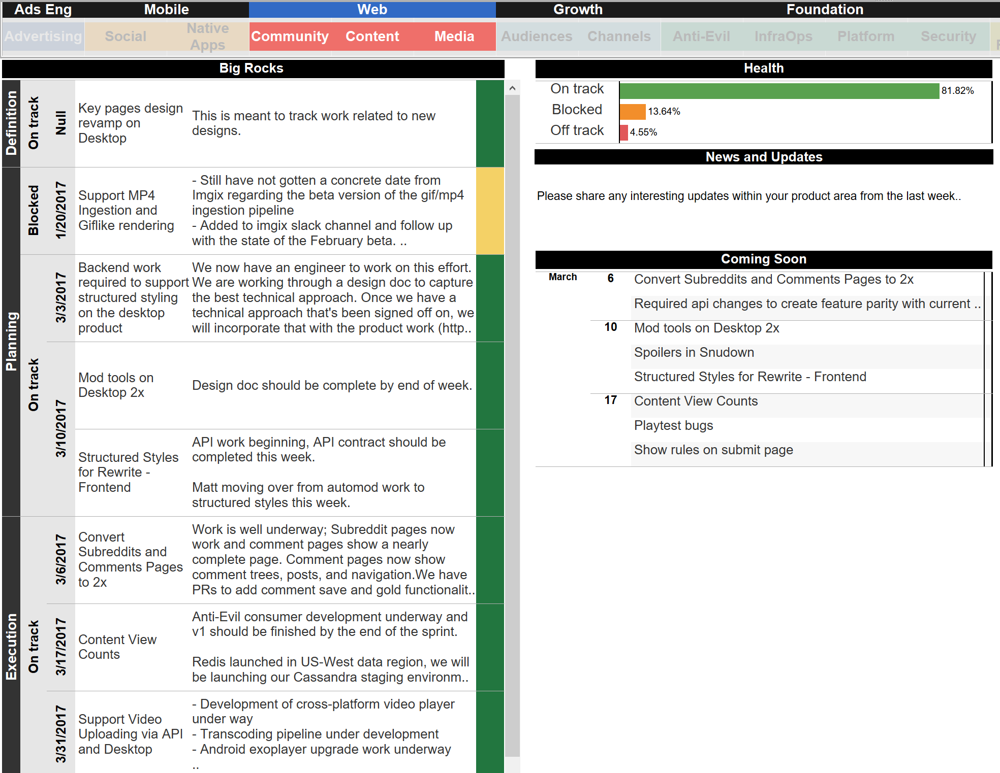 Ads Eng Mobile Web Growth Foundation
Advertising Social Native Apps Community Content Media Audiences Channels Anti-Evil InfraOps Platform Security
Big Rocks
Definition
On track
Null
Key pages design
revamp on
Desktop
This is meant to track work related to new
designs.
Planning
Blocked
1/20/2017
Support MP4
Ingestion and
Giflike rendering
- Still have not gotten a concrete date from
Imgix regarding the beta version of the gif/mp4
ingestion pipeline
- Added to imgix slack channel and follow up
with the state of the February beta. ..
On track
3/3/2017
Backend work
required to support
structured styling
on the desktop
product
We now have an engineer to work on this effort.
We are working through a design doc to capture
the best technical approach. Once we have a
technical approach that's been signed off on, we
will incorporate that with the product work (http..
3/10/2017
Mod tools on
Desktop 2x
Design doc should be complete by end of week.
Structured Styles
for Rewrite -
Frontend
API work beginning, API contract should be
completed this week.
Matt moving over from automod work to
structured styles this week.
Execution
On track
3/6/2017
Convert
Subreddits and
Comments Pages
to 2x
Work is well underway; Subreddit pages now
work and comment pages show a nearly
complete page. Comment pages now show
comment trees, posts, and navigation.We have
PRs to add comment save and gold functionalit..
3/17/2017
Content View
Counts
Anti-Evil consumer development underway and
v1 should be finished by the end of the sprint.
Redis launched in US-West data region, we will
be launching our Cassandra staging environm..
3/31/2017
Support Video
Uploading via API
and Desktop
- Development of cross-platform video player
under way
- Transcoding pipeline under development
- Android exoplayer upgrade work underway
..
Health
On track 81.82%
Blocked 13.64%
Off track 4.55%
News and Updates
Please share any interesting updates within your product area from the last week..
Coming Soon
March 6 Convert Subreddits and Comments Pages to 2x
Required api changes to create feature parity with current ..
10 Mod tools on Desktop 2x
Spoilers in Snudown
Structured Styles for Rewrite - Frontend
17 Content View Counts
Playtest bugs
Show rules on submit page